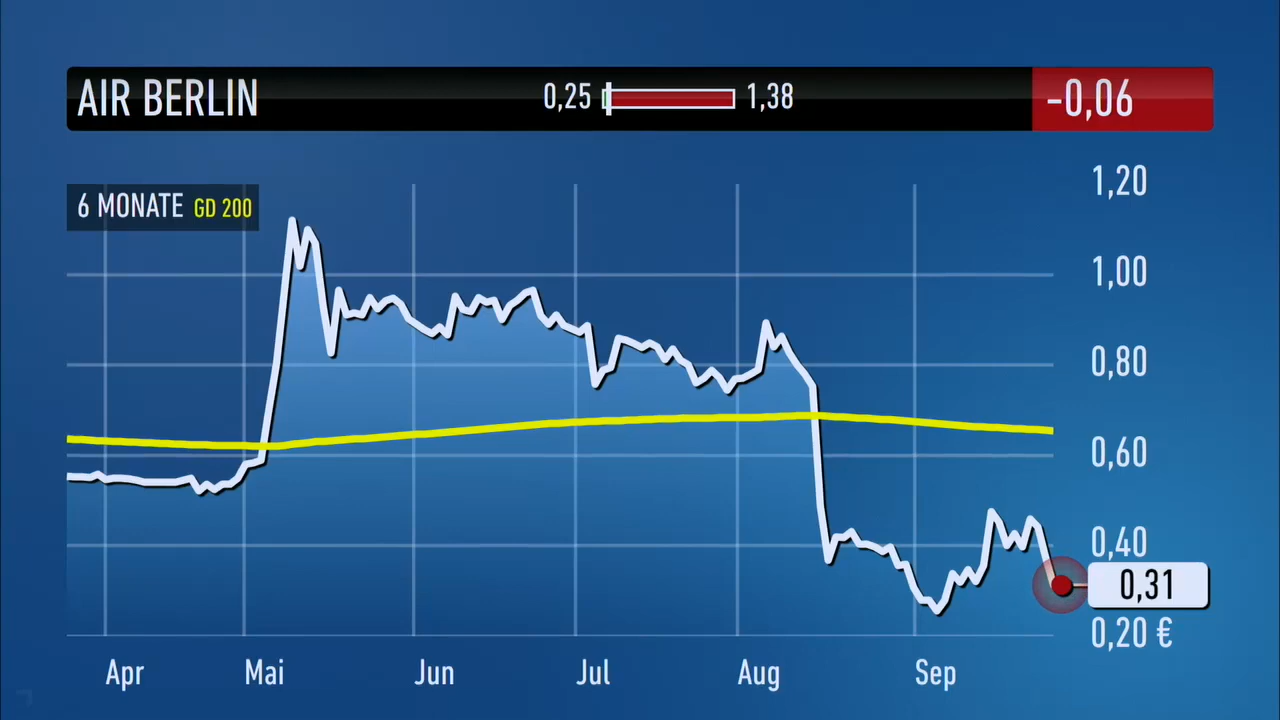 AIR BERLIN 0,25 1,38 -0,06
6 MONATE GD 200
1,20
1,00
0,80
0,60
0,40
0,31
0,20 €
Apr Mai Jun Jul Aug Sep